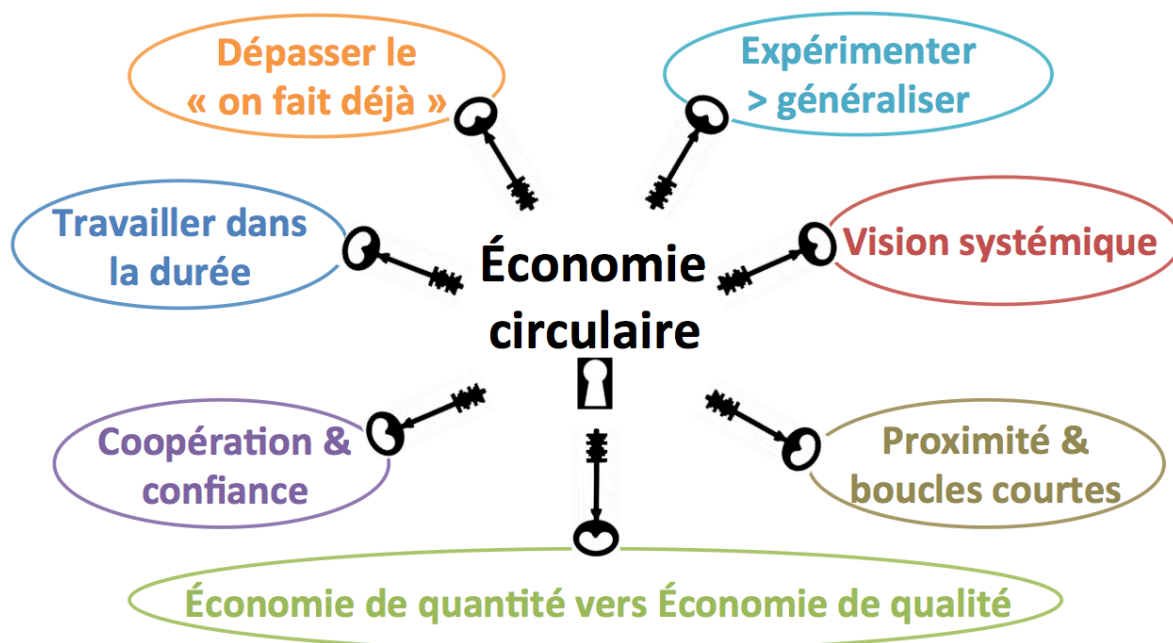 Dépasser le
« on fait déjà »
Expérimenter
> généraliser
Travailler dans
la durée
Vision systémique
Économie
circulaire
Coopération &
confiance
Proximité &
boucles courtes
Économie de quantité vers Économie de qualité